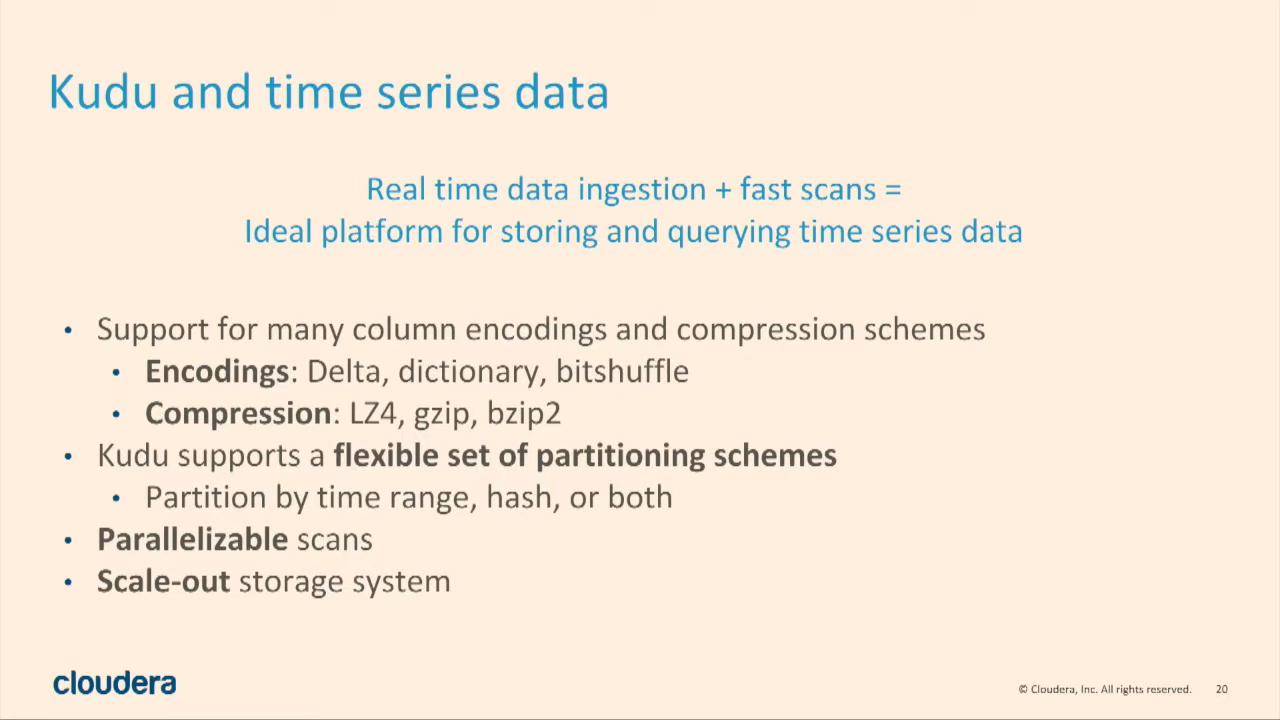 Kudu and time series data
Real time data ingestion + fast scans =
Ideal platform for storing and querying time series data
• Support for many column encodings and compression schemes
• Encodings: Delta, dictionary, bitshuffle
• Compression: LZ4, gzip, bzip2
• Kudu supports a flexible set of partitioning schemes
• Partition by time range, hash, or both
• Parallelizable scans
• Scale-out storage system
cloudera
© Cloudera, Inc. All rights reserved. 20